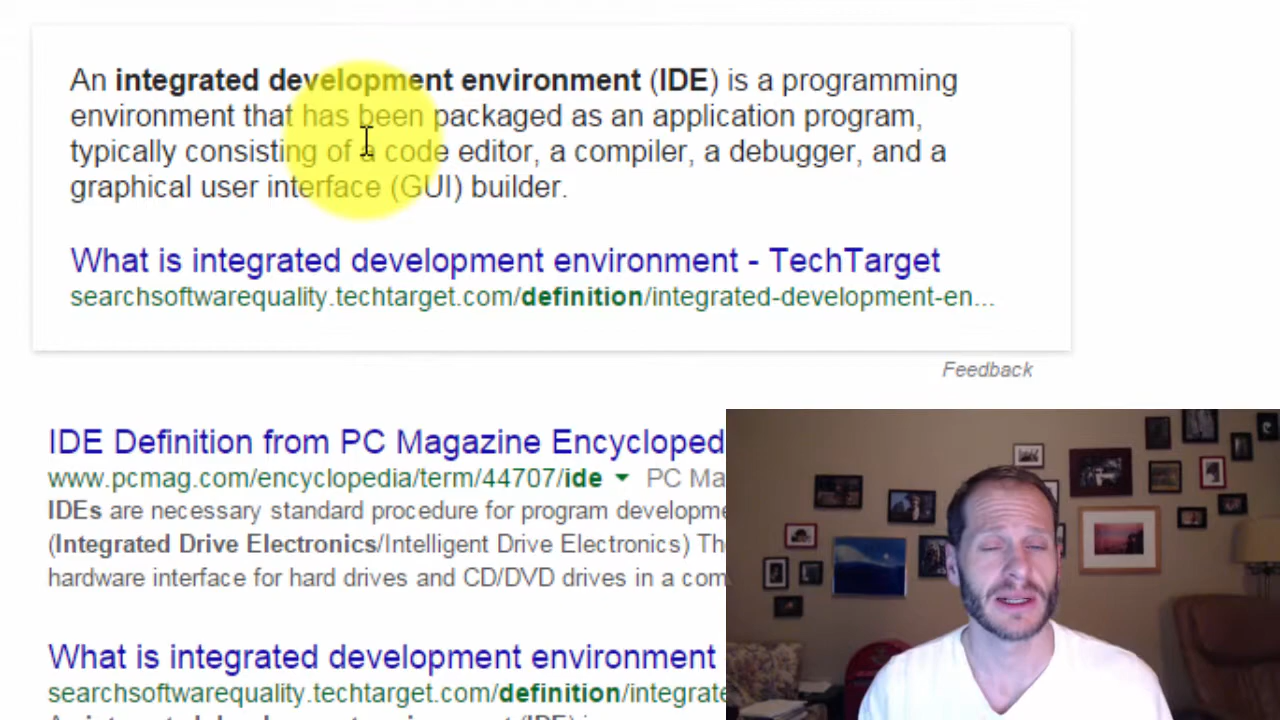 An integrated development environment (IDE) is a programming
environment that has been packaged as an application program,
typically consisting of a code editor, a compiler, a debugger, and a
graphical user interface (GUI) builder.
What is integrated development environment - TechTarget
searchsoftwarequality.techtarget.com/definition/integrated-development-en...
Feedback
IDE Definition from PC Magazine Encycloped
www.pcmag.com/encyclopedia/term/44707/ide PC Ma
IDEs are necessary standard procedure for program developme
(Integrated Drive Electronics/Intelligent Drive Electronics) Th
hardware interface for hard drives and CD/DVD drives in a com
What is integrated development environment
searchsoftwarequality.techtarget.com/definition/integrate